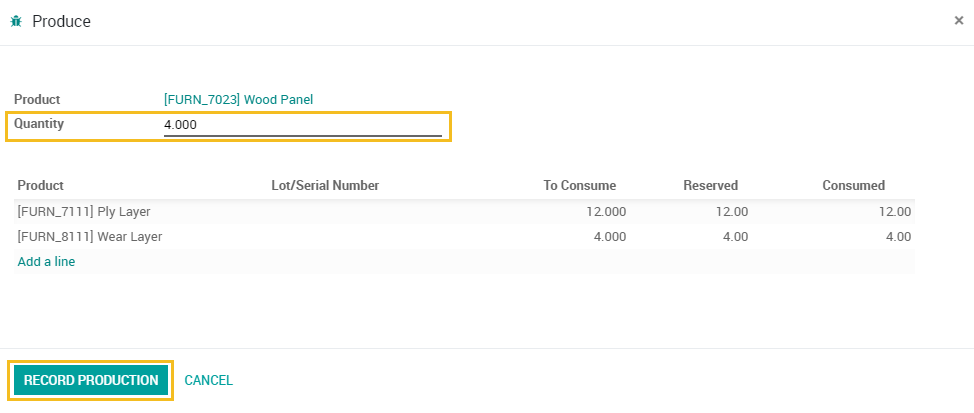 Produce ×
Product [FURN_7023] Wood Panel
Quantity 4.000
Product Lot/Serial Number To Consume Reserved Consumed
[FURN_7111] Ply Layer 12.000 12.00 12.00
[FURN_8111] Wear Layer 4.000 4.00 4.00
Add a line
RECORD PRODUCTION CANCEL